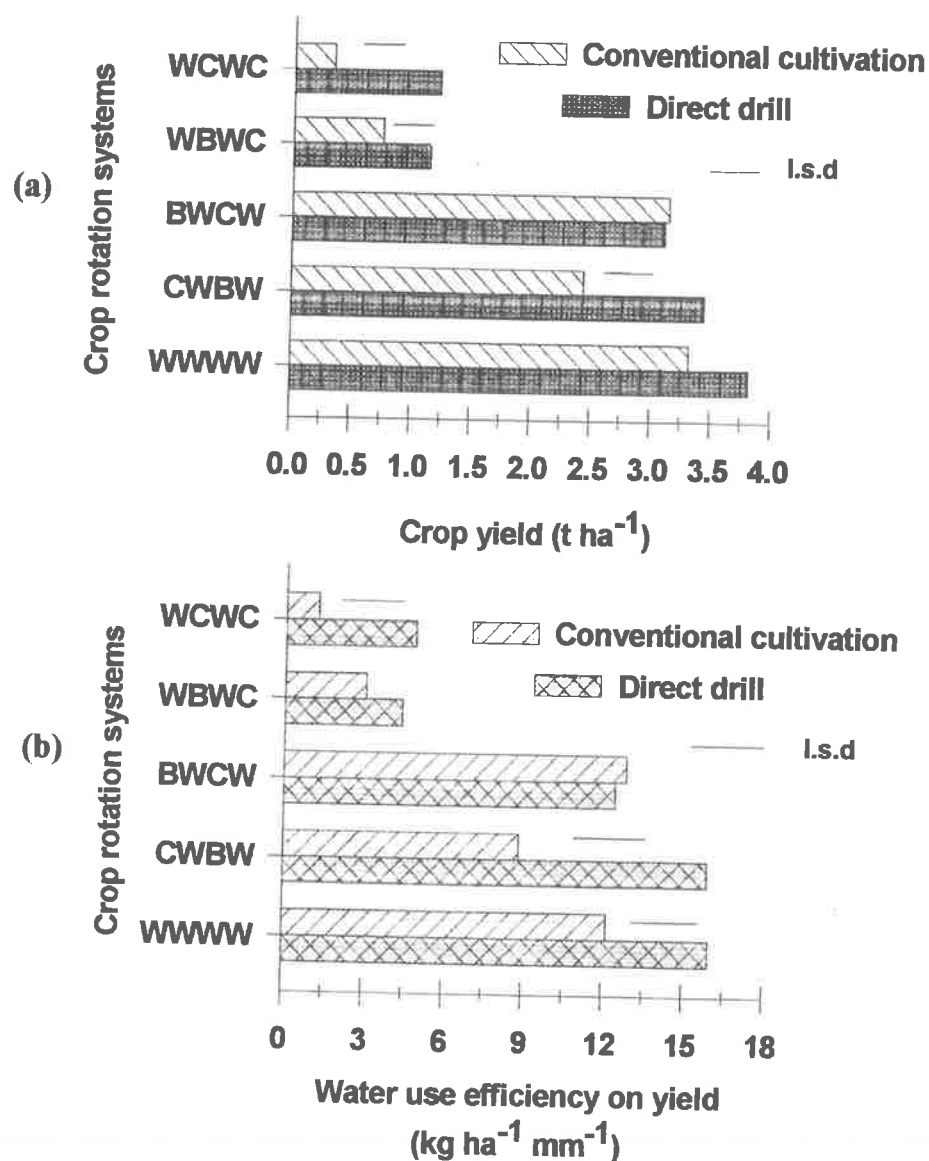 WCWC
WBWC
BWCW
CWBW
WWWW
Crop rotation systems
(a)
Conventional cultivation
Direct drill
l.s.d
0.0 0.5 1.0 1.5 2.0 2.5 3.0 3.5 4.0
Crop yield (t ha⁻¹)
WCWC
WBWC
BWCW
CWBW
WWWW
Crop rotation systems
(b)
Conventional cultivation
Direct drill
l.s.d
0 3 6 9 12 15 18
Water use efficiency on yield
(kg ha⁻¹ mm⁻¹)